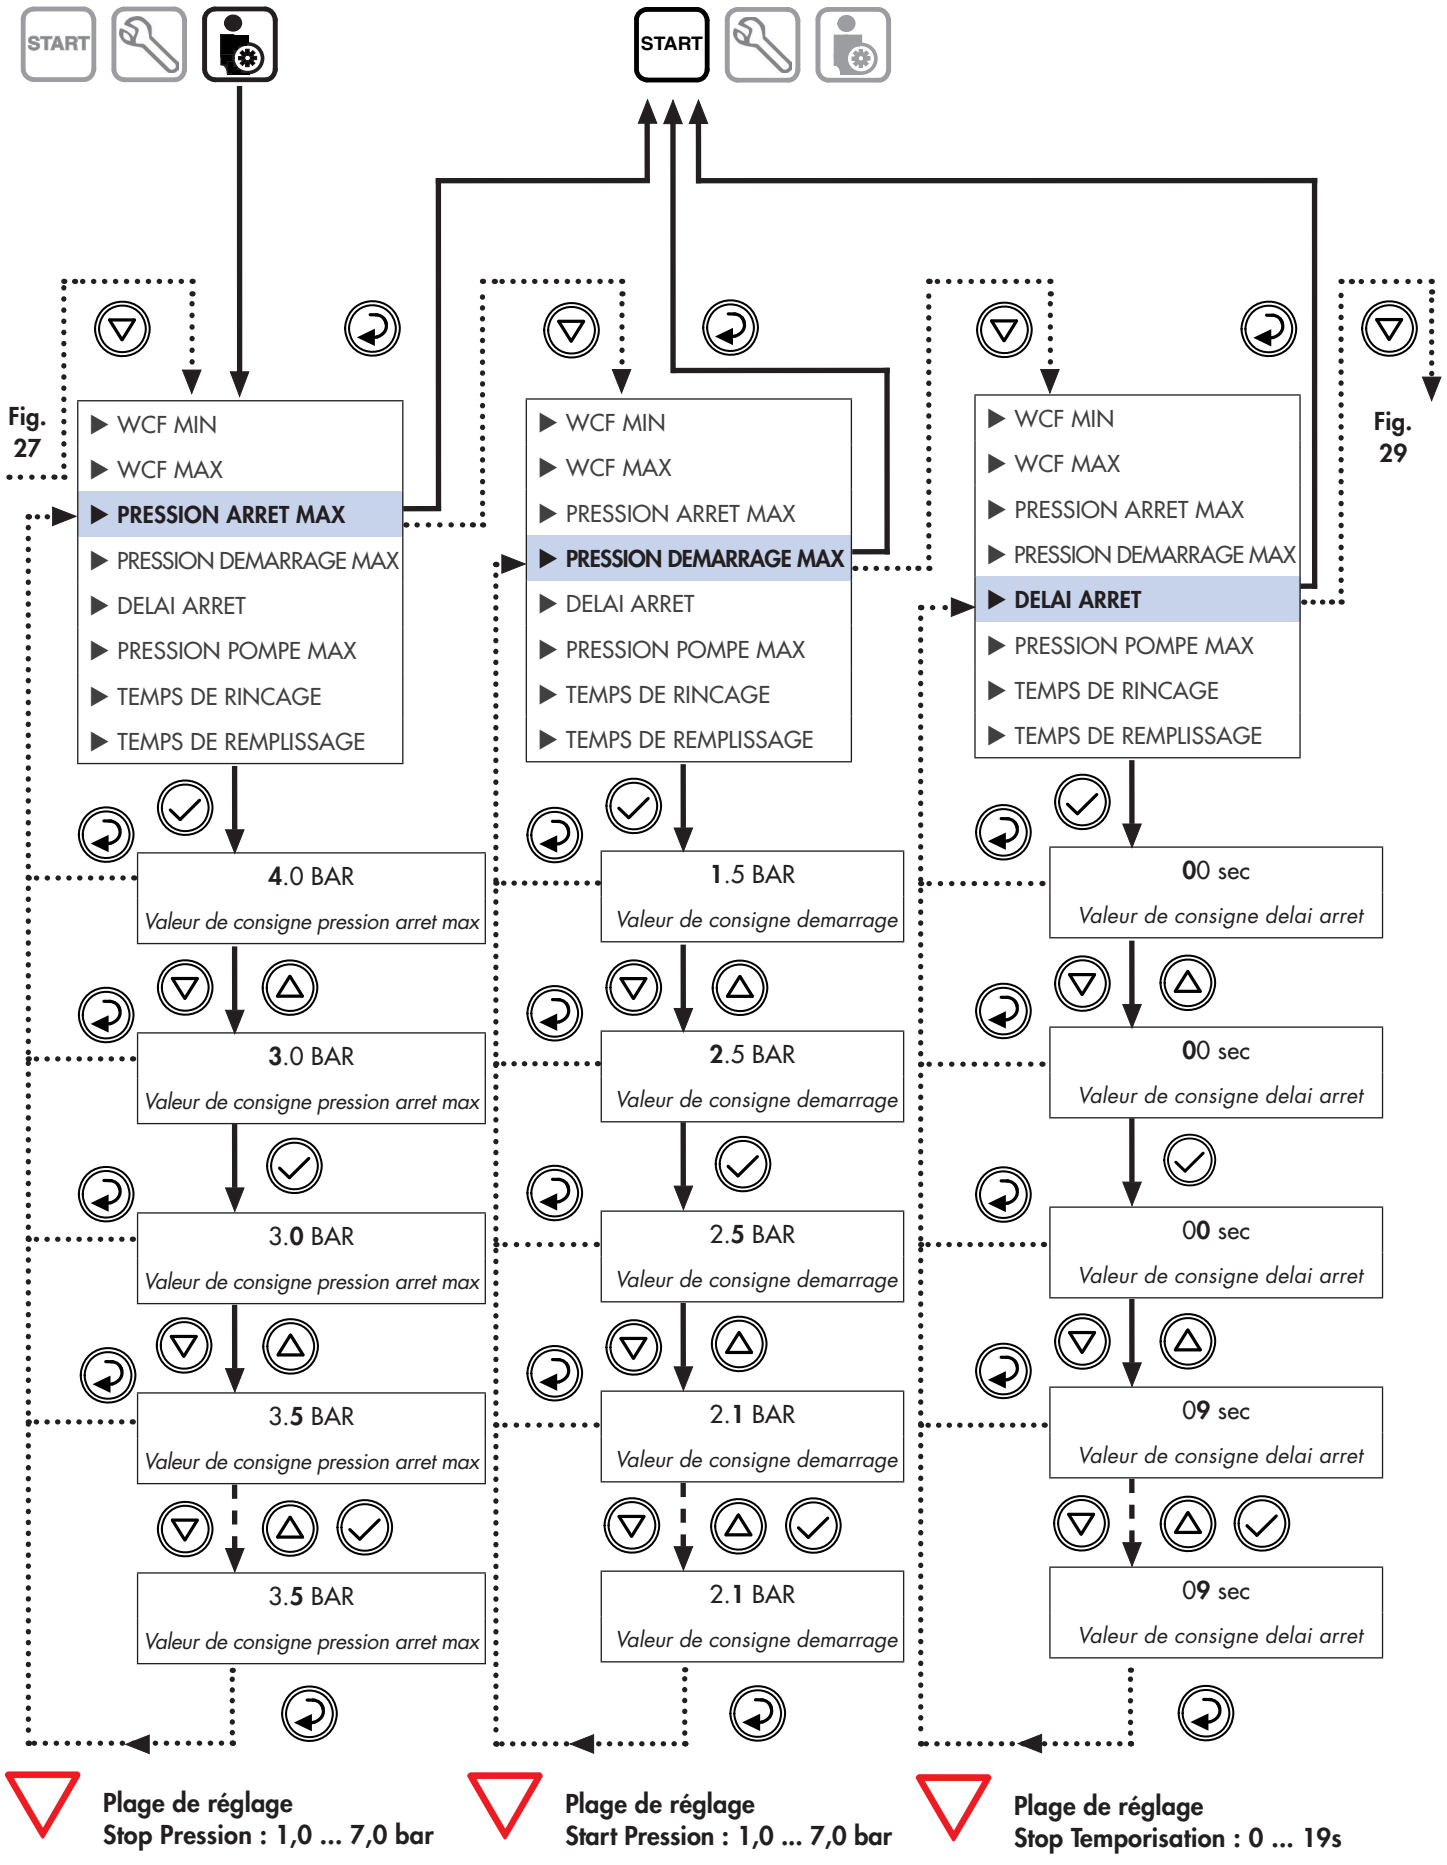 START
START
Fig.
27
WCF MIN
WCF MAX
PRESSION ARRET MAX
PRESSION DEMARRAGE MAX
DELAI ARRET
PRESSION POMPE MAX
TEMPS DE RINCAGE
TEMPS DE REMPLISSAGE
4.0 BAR
Valeur de consigne pression arret max
3.0 BAR
Valeur de consigne pression arret max
3.0 BAR
Valeur de consigne pression arret max
3.5 BAR
Valeur de consigne pression arret max
3.5 BAR
Valeur de consigne pression arret max
Plage de réglage
Stop Pression : 1,0 ... 7,0 bar
WCF MIN
WCF MAX
PRESSION ARRET MAX
PRESSION DEMARRAGE MAX
DELAI ARRET
PRESSION POMPE MAX
TEMPS DE RINCAGE
TEMPS DE REMPLISSAGE
1.5 BAR
Valeur de consigne demarrage
2.5 BAR
Valeur de consigne demarrage
2.5 BAR
Valeur de consigne demarrage
2.1 BAR
Valeur de consigne demarrage
2.1 BAR
Valeur de consigne demarrage
Plage de réglage
Start Pression : 1,0 ... 7,0 bar
WCF MIN
WCF MAX
PRESSION ARRET MAX
PRESSION DEMARRAGE MAX
DELAI ARRET
PRESSION POMPE MAX
TEMPS DE RINCAGE
TEMPS DE REMPLISSAGE
00 sec
Valeur de consigne delai arret
00 sec
Valeur de consigne delai arret
00 sec
Valeur de consigne delai arret
09 sec
Valeur de consigne delai arret
09 sec
Valeur de consigne delai arret
Plage de réglage
Stop Temporisation : 0 ... 19s
Fig.
29